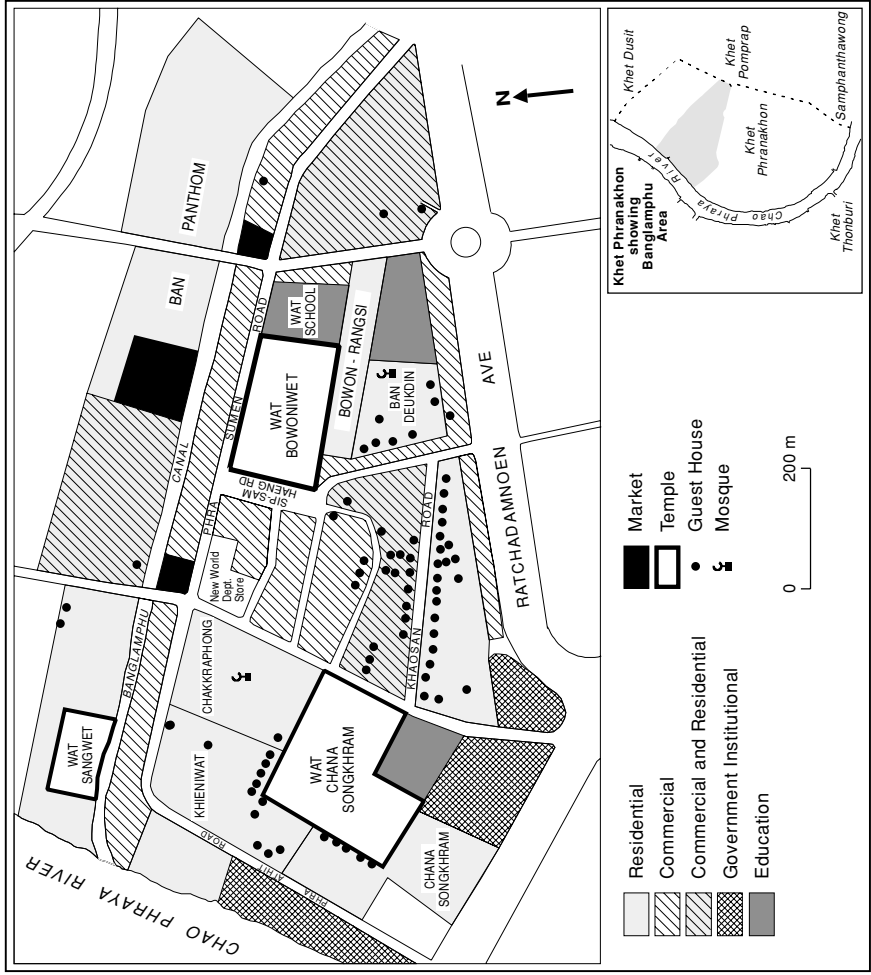 PANTHOM
BAN
CANAL
BANGLAMPHU
PHRA
SUMEN
ROAD
WAT
SCHOOL
BOWON - RANGSI
WAT
BOWONIWET
BAN
DEUKDIN
SIP-SAM
HAENG RD
New World
Dept.
Store
KHAOSAN
ROAD
RATCHADAMNOEN
AVE
CHAKKRAPHONG
KHIENIWAT
WAT
SANGWET
WAT
CHANA
SONGKHRAM
CHANA
SONGKHRAM
PHRA
ATHIT
ROAD
CHAO PHRAYA RIVER
N
Khet Phranakhon
showing
Banglamphu
Area
Khet Dusit
Khet
Pomprap
Khet
Phranakhon
Samphanthawong
Khet
Thonburi
Chao Phraya River
Residential
Commercial
Commercial and Residential
Government Institutional
Education
Market
Temple
Guest House
Mosque
0
200 m